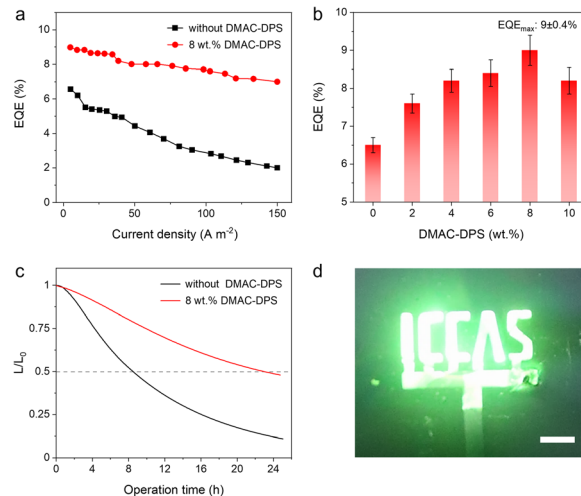 a
without DMAC-DPS
8 wt.% DMAC-DPS
EQE (%)
8
6
4
2
0
0
50
100
150
Current density (A m⁻²)
b
EQEmax: 9±0.4%
EQE (%)
10
9
8
7
6
5
0 2 4 6 8 10
DMAC-DPS (wt.%)
c
without DMAC-DPS
8 wt.% DMAC-DPS
L/L₀
1
0.75
0.5
0.25
0
0 4 8 12 16 20 24
Operation time (h)
d
ICCAS